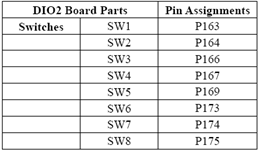 DIO2 Board Parts Pin Assignments
Switches SW1 P163
SW2 P164
SW3 P166
SW4 P167
SW5 P169
SW6 P173
SW7 P174
SW8 P175